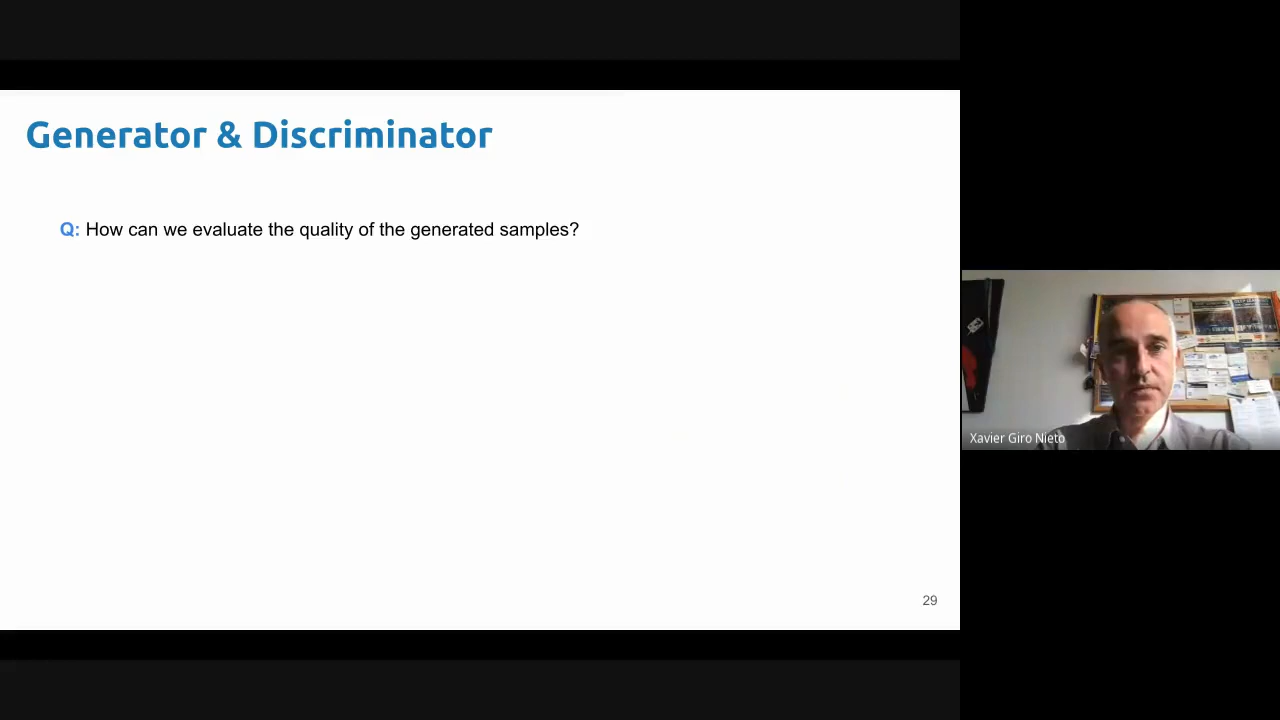 Generator & Discriminator
Q: How can we evaluate the quality of the generated samples?
29
Xavier Giro Nieto